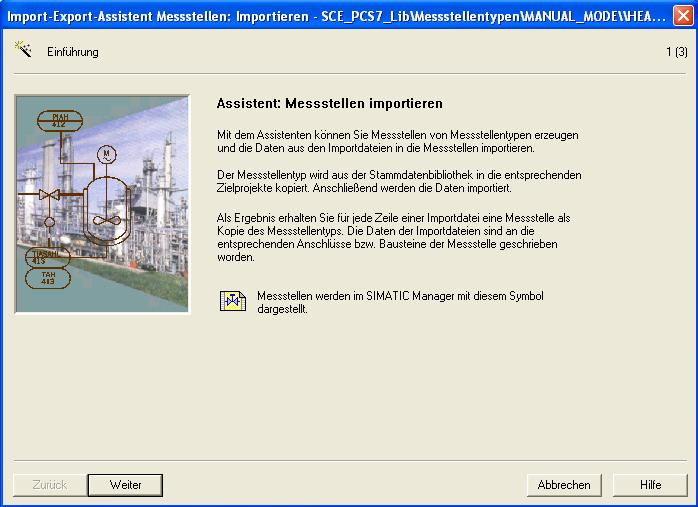 Import-Export-Assistent Messstellen: Importieren - SCE_PCS7_Lib\Messstellentypen\MANUAL_MODE\\HEA...
Einführung
1 (3)
PIAH
412
M
TAH
413
Assistent: Messstellen importieren
Mit dem Assistenten können Sie Messstellen von Messstellentypen erzeugen
und die Daten aus den Importdateien in die Messstellen importieren.
Der Messstellentyp wird aus der Stammdatenbibliothek in die entsprechenden
Zielprojekte kopiert. Anschließend werden die Daten importiert.
Als Ergebnis erhalten Sie für jede Zeile einer Importdatei eine Messstelle als
Kopie des Messstellentyps. Die Daten der Importdateien sind an die
entsprechenden Anschlüsse bzw. Bausteine der Messstelle geschrieben
worden.
Messstellen werden im SIMATIC Manager mit diesem Symbol
dargestellt.
Zurück
Weiter
Abbrechen
Hilfe